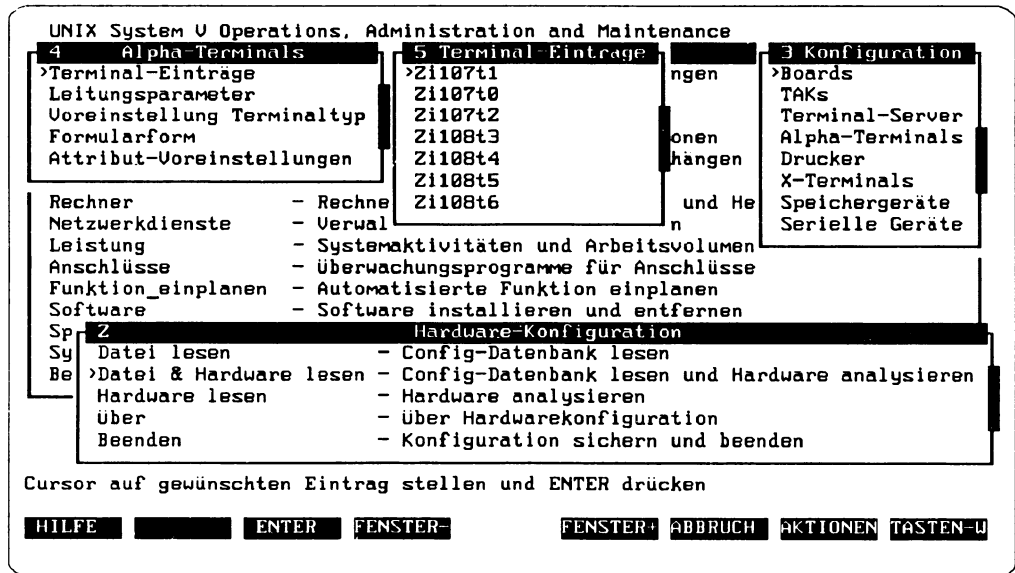 UNIX System V Operations, Administration and Maintenance
4 Alpha-Terminals
>Terminal-Einträge
Leitungsparameter
Voreinstellung Terminaltyp
Formularform
Attribut-Voreinstellungen
5 Terminal-Einträge
>Zi107t1
Zi107t0
Zi107t2
Zi108t3
Zi108t4
Zi108t5
Zi108t6
ngen
onen
hängen
3 Konfiguration
>Boards
TAKs
Terminal-Server
Alpha-Terminals
Drucker
X-Terminals
Speichergeräte
Serielle Geräte
Rechner – Rechne und He
Netzwerkdienste – Verwal n
Leistung – Systemaktivitäten und Arbeitsvolumen
Anschlüsse – Überwachungsprogramme für Anschlüsse
Funktion_einplanen – Automatisierte Funktion einplanen
Software – Software installieren und entfernen
Sp
Sy
Be
2 Hardware-Konfiguration
Datei lesen – Config-Datenbank lesen
>Datei & Hardware lesen – Config-Datenbank lesen und Hardware analysieren
Hardware lesen – Hardware analysieren
Über – Über Hardwarekonfiguration
Beenden – Konfiguration sichern und beenden
Cursor auf gewünschten Eintrag stellen und ENTER drücken
HILFE ENTER FENSTER- FENSTER+ ABBRUCH AKTIONEN TASTEN-W